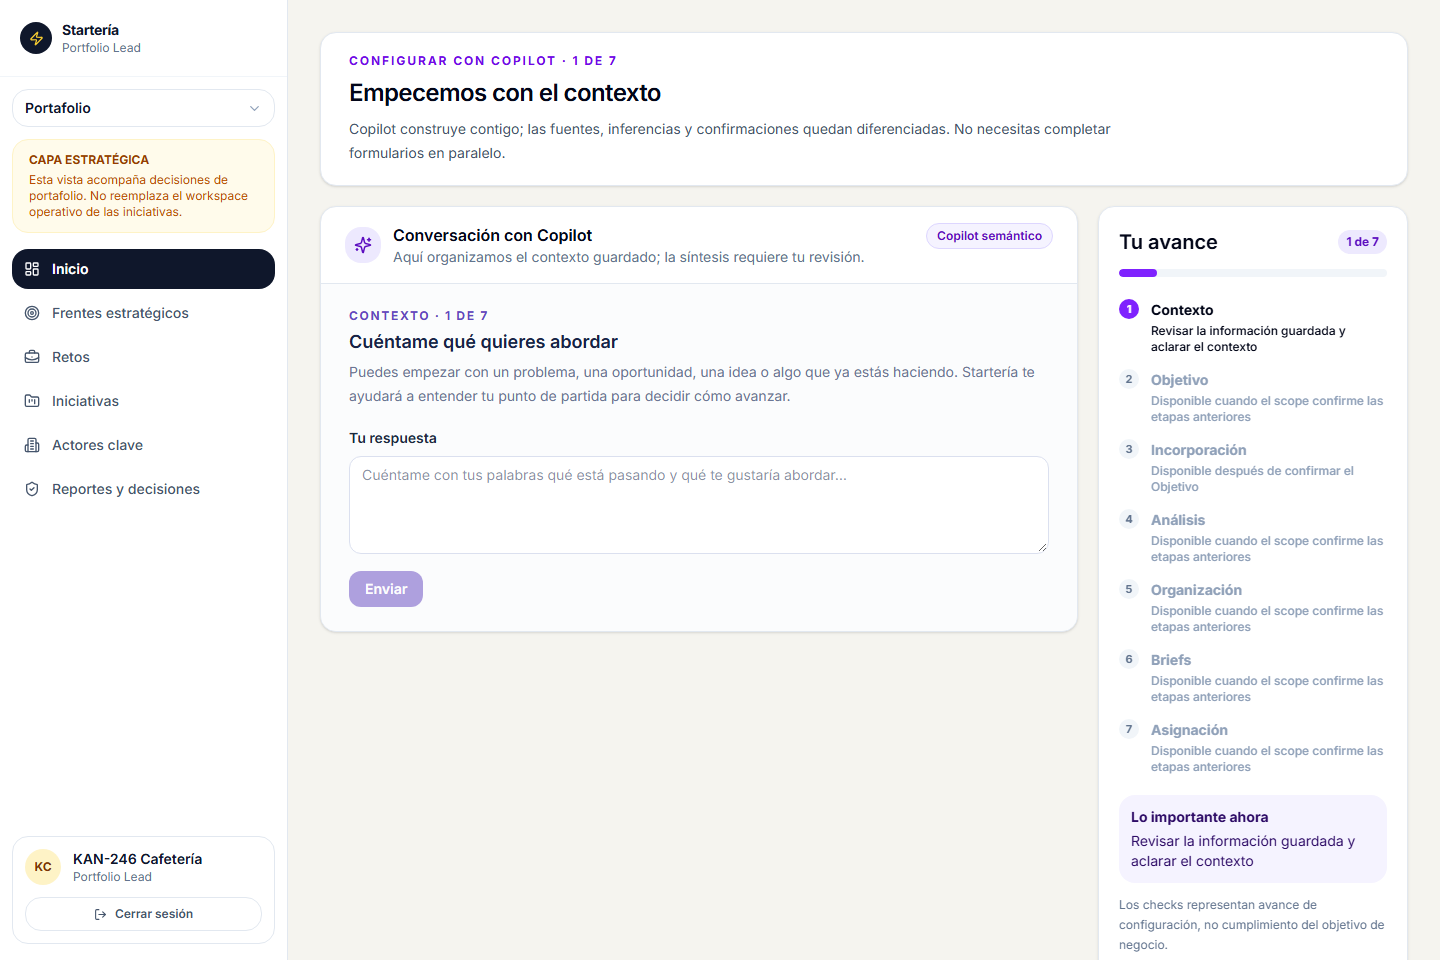 Startería
Portfolio Lead
Portafolio
CAPA ESTRATÉGICA
Esta vista acompaña decisiones de
portafolio. No reemplaza el workspace
operativo de las iniciativas.
Inicio
Frentes estratégicos
Retos
Iniciativas
Actores clave
Reportes y decisiones
KC
KAN-246 Cafetería
Portfolio Lead
Cerrar sesión
CONFIGURAR CON COPILOT · 1 DE 7
Empecemos con el contexto
Copilot construye contigo; las fuentes, inferencias y confirmaciones quedan diferenciadas. No necesitas completar
formularios en paralelo.
Conversación con Copilot
Aquí organizamos el contexto guardado; la síntesis requiere tu revisión.
Copilot semántico
CONTEXTO · 1 DE 7
Cuéntame qué quieres abordar
Puedes empezar con un problema, una oportunidad, una idea o algo que ya estás haciendo. Startería te
ayudará a entender tu punto de partida para decidir cómo avanzar.
Tu respuesta
Cuéntame con tus palabras qué está pasando y qué te gustaría abordar...
Enviar
Tu avance
1 de 7
1 Contexto
Revisar la información guardada y
aclarar el contexto
2 Objetivo
Disponible cuando el scope confirme las
etapas anteriores
3 Incorporación
Disponible después de confirmar el
Objetivo
4 Análisis
Disponible cuando el scope confirme las
etapas anteriores
5 Organización
Disponible cuando el scope confirme las
etapas anteriores
6 Briefs
Disponible cuando el scope confirme las
etapas anteriores
7 Asignación
Disponible cuando el scope confirme las
etapas anteriores
Lo importante ahora
Revisar la información guardada y
aclarar el contexto
Los checks representan avance de
configuración, no cumplimiento del objetivo de
negocio.